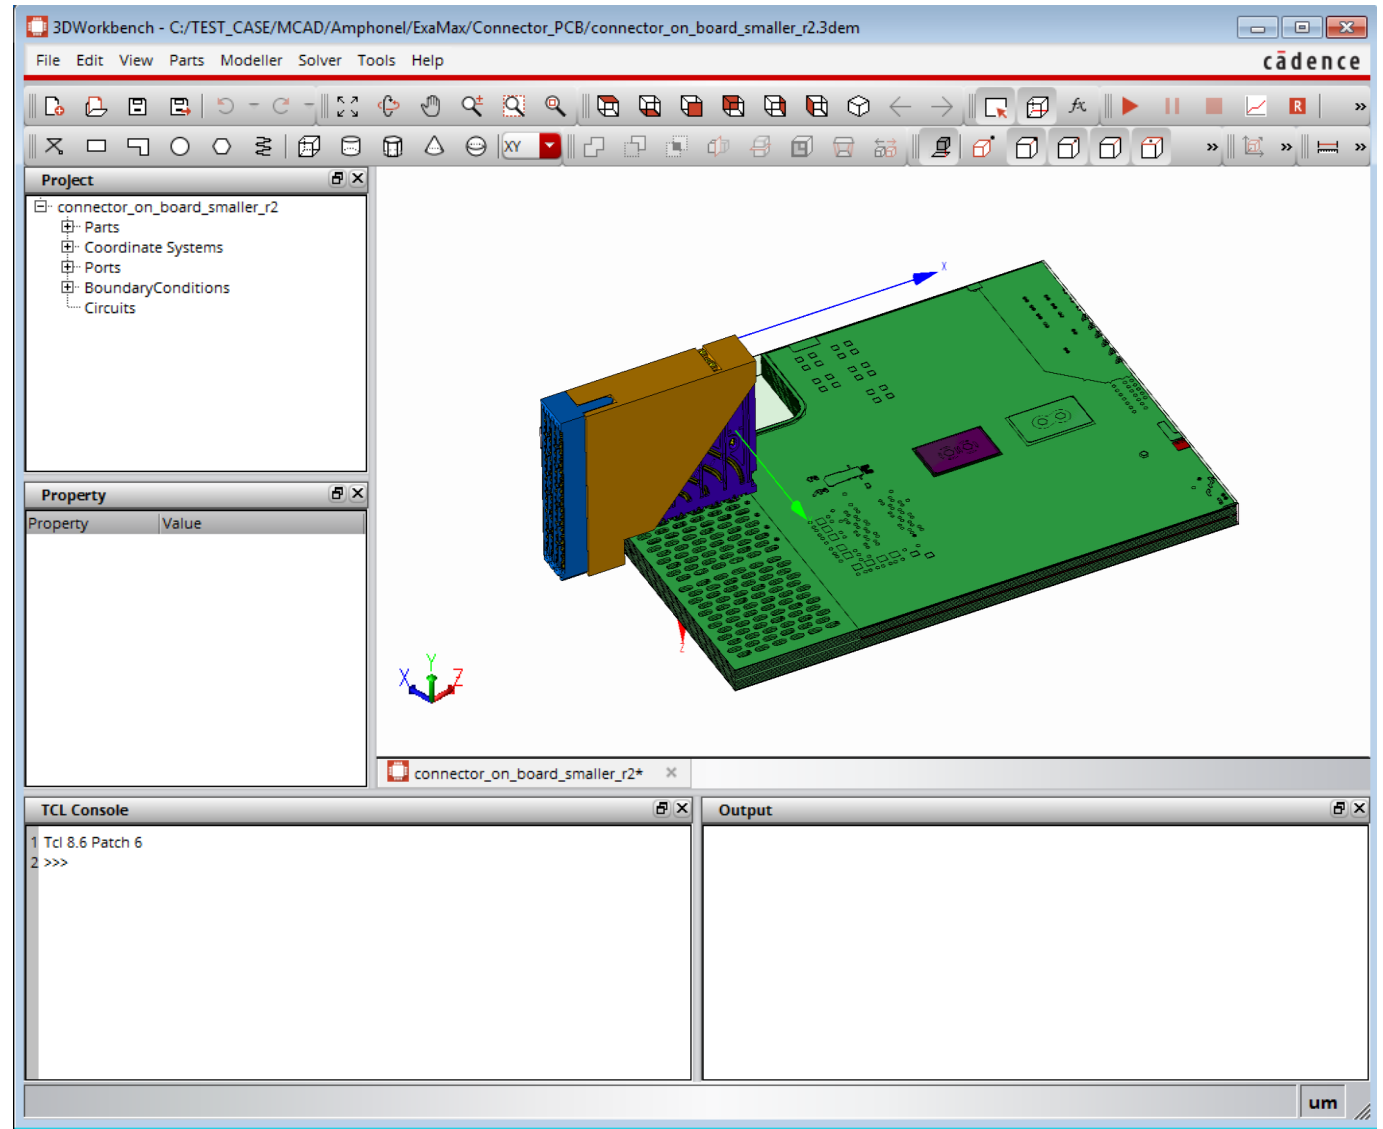 3DWorkbench - C:/TEST_CASE/MCAD/Amphonel/ExaMax/Connector_PCB/connector_on_board_smaller_r2.3dem
File Edit View Parts Modeller Solver Tools Help
cādence
fx
R
»
XY
»
»
»
Project
connector_on_board_smaller_r2
Parts
Coordinate Systems
Ports
BoundaryConditions
Circuits
Property
Property Value
X
Z
X Y Z
connector_on_board_smaller_r2*
TCL Console
1 Tcl 8.6 Patch 6
2 >>>
Output
um